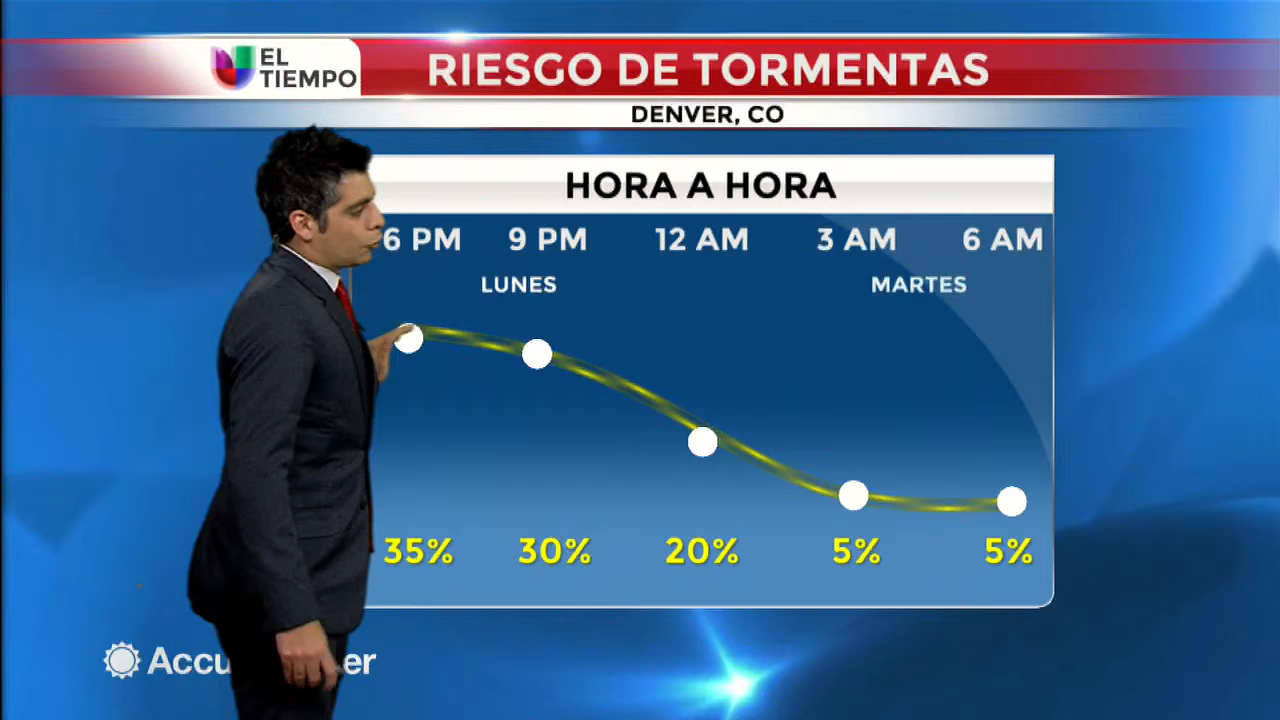 EL
TIEMPO
RIESGO DE TORMENTAS
DENVER, CO
HORA A HORA
6 PM 9 PM 12 AM 3 AM 6 AM
LUNES MARTES
35% 30% 20% 5% 5%